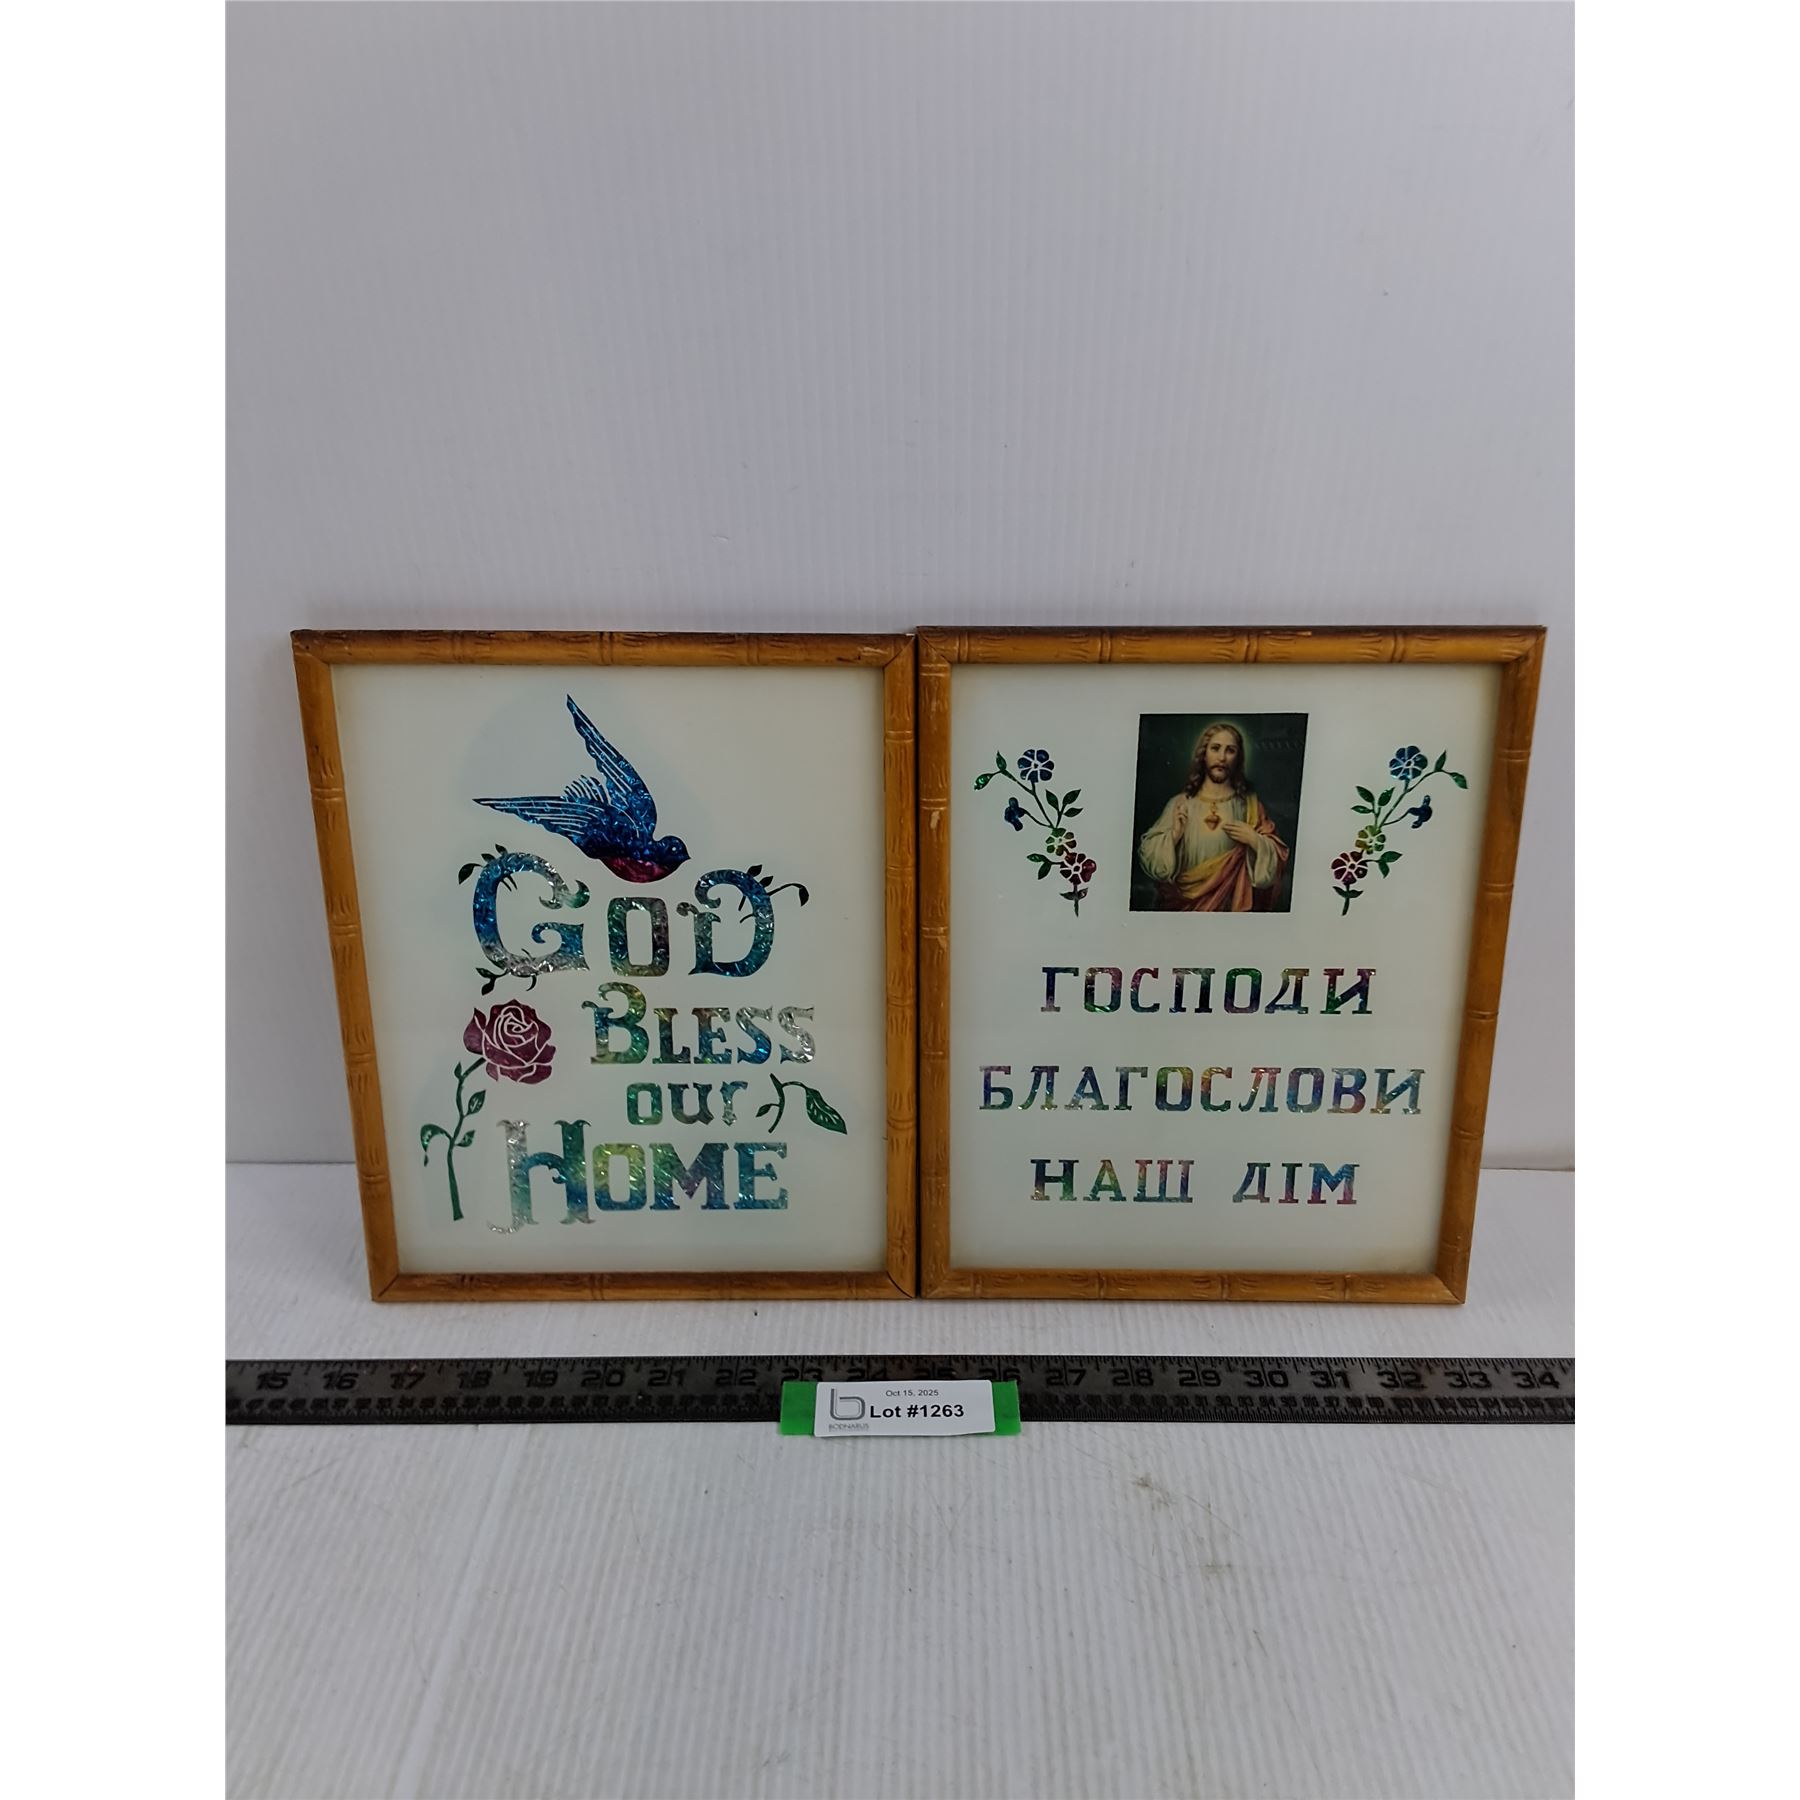 GOD
BLESS
our
HOME
ГОСПОДИ
БЛАГОСЛОВИ
НАШ ДІМ
15 16 17 18 19 20 21 22 23 24 25 26 27 28 29 30 31 32 33 34
Oct 15, 2025
Lot #1263
BODNARUS